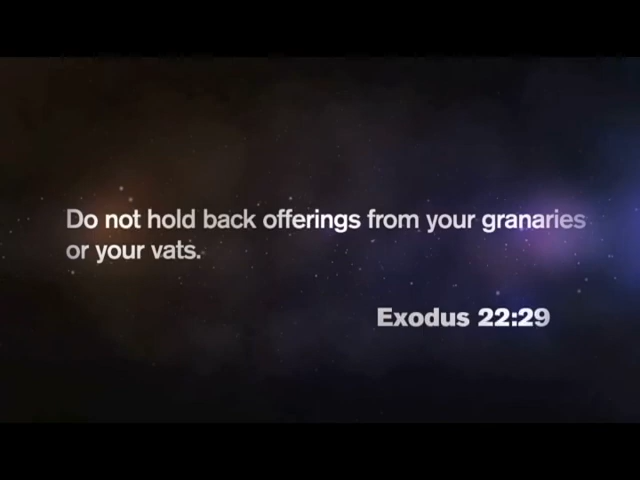 Do not hold back offerings from your granaries
or your vats.
Exodus 22:29